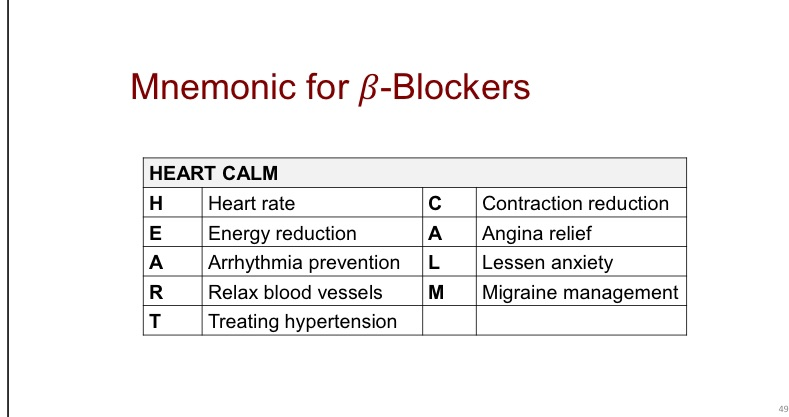 Mnemonic for β-Blockers
HEART CALM
H Heart rate C Contraction reduction
E Energy reduction A Angina relief
A Arrhythmia prevention L Lessen anxiety
R Relax blood vessels M Migraine management
T Treating hypertension
49